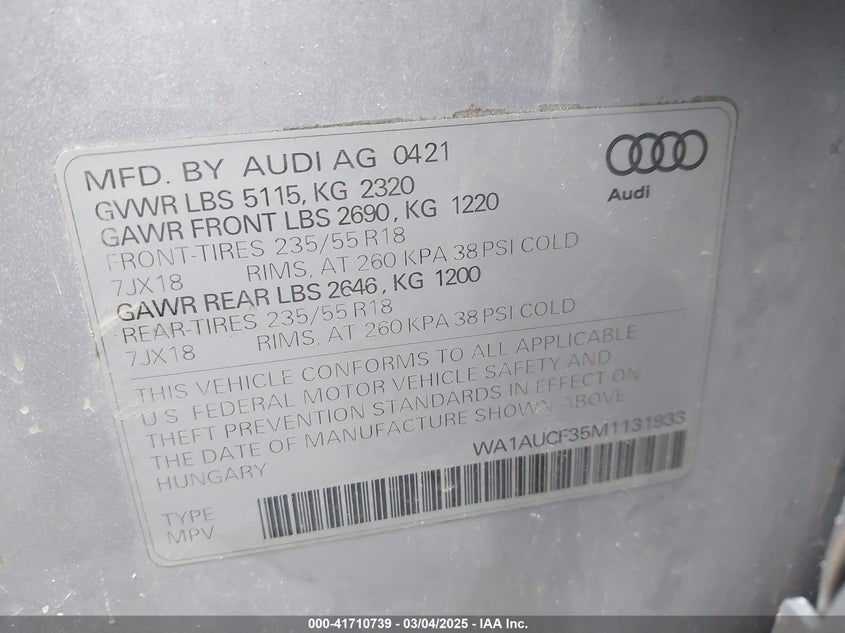 MFD. BY AUDI AG 0421
GVWR LBS 5115, KG 2320
GAWR FRONT LBS 2690, KG 1220
FRONT-TIRES 235/55 R18
7JX18 RIMS, AT 260 KPA 38 PSI COLD
GAWR REAR LBS 2646, KG 1200
REAR-TIRES 235/55 R18
7JX18 RIMS, AT 260 KPA 38 PSI COLD
THIS VEHICLE CONFORMS TO ALL APPLICABLE
U.S. FEDERAL MOTOR VEHICLE SAFETY AND
THEFT PREVENTION STANDARDS IN EFFECT ON
THE DATE OF MANUFACTURE SHOWN ABOVE
HUNGARY
WA1AUCF35M1131933
TYPE
MPV
Audi
000-41710739 - 03/04/2025 - IAA Inc.